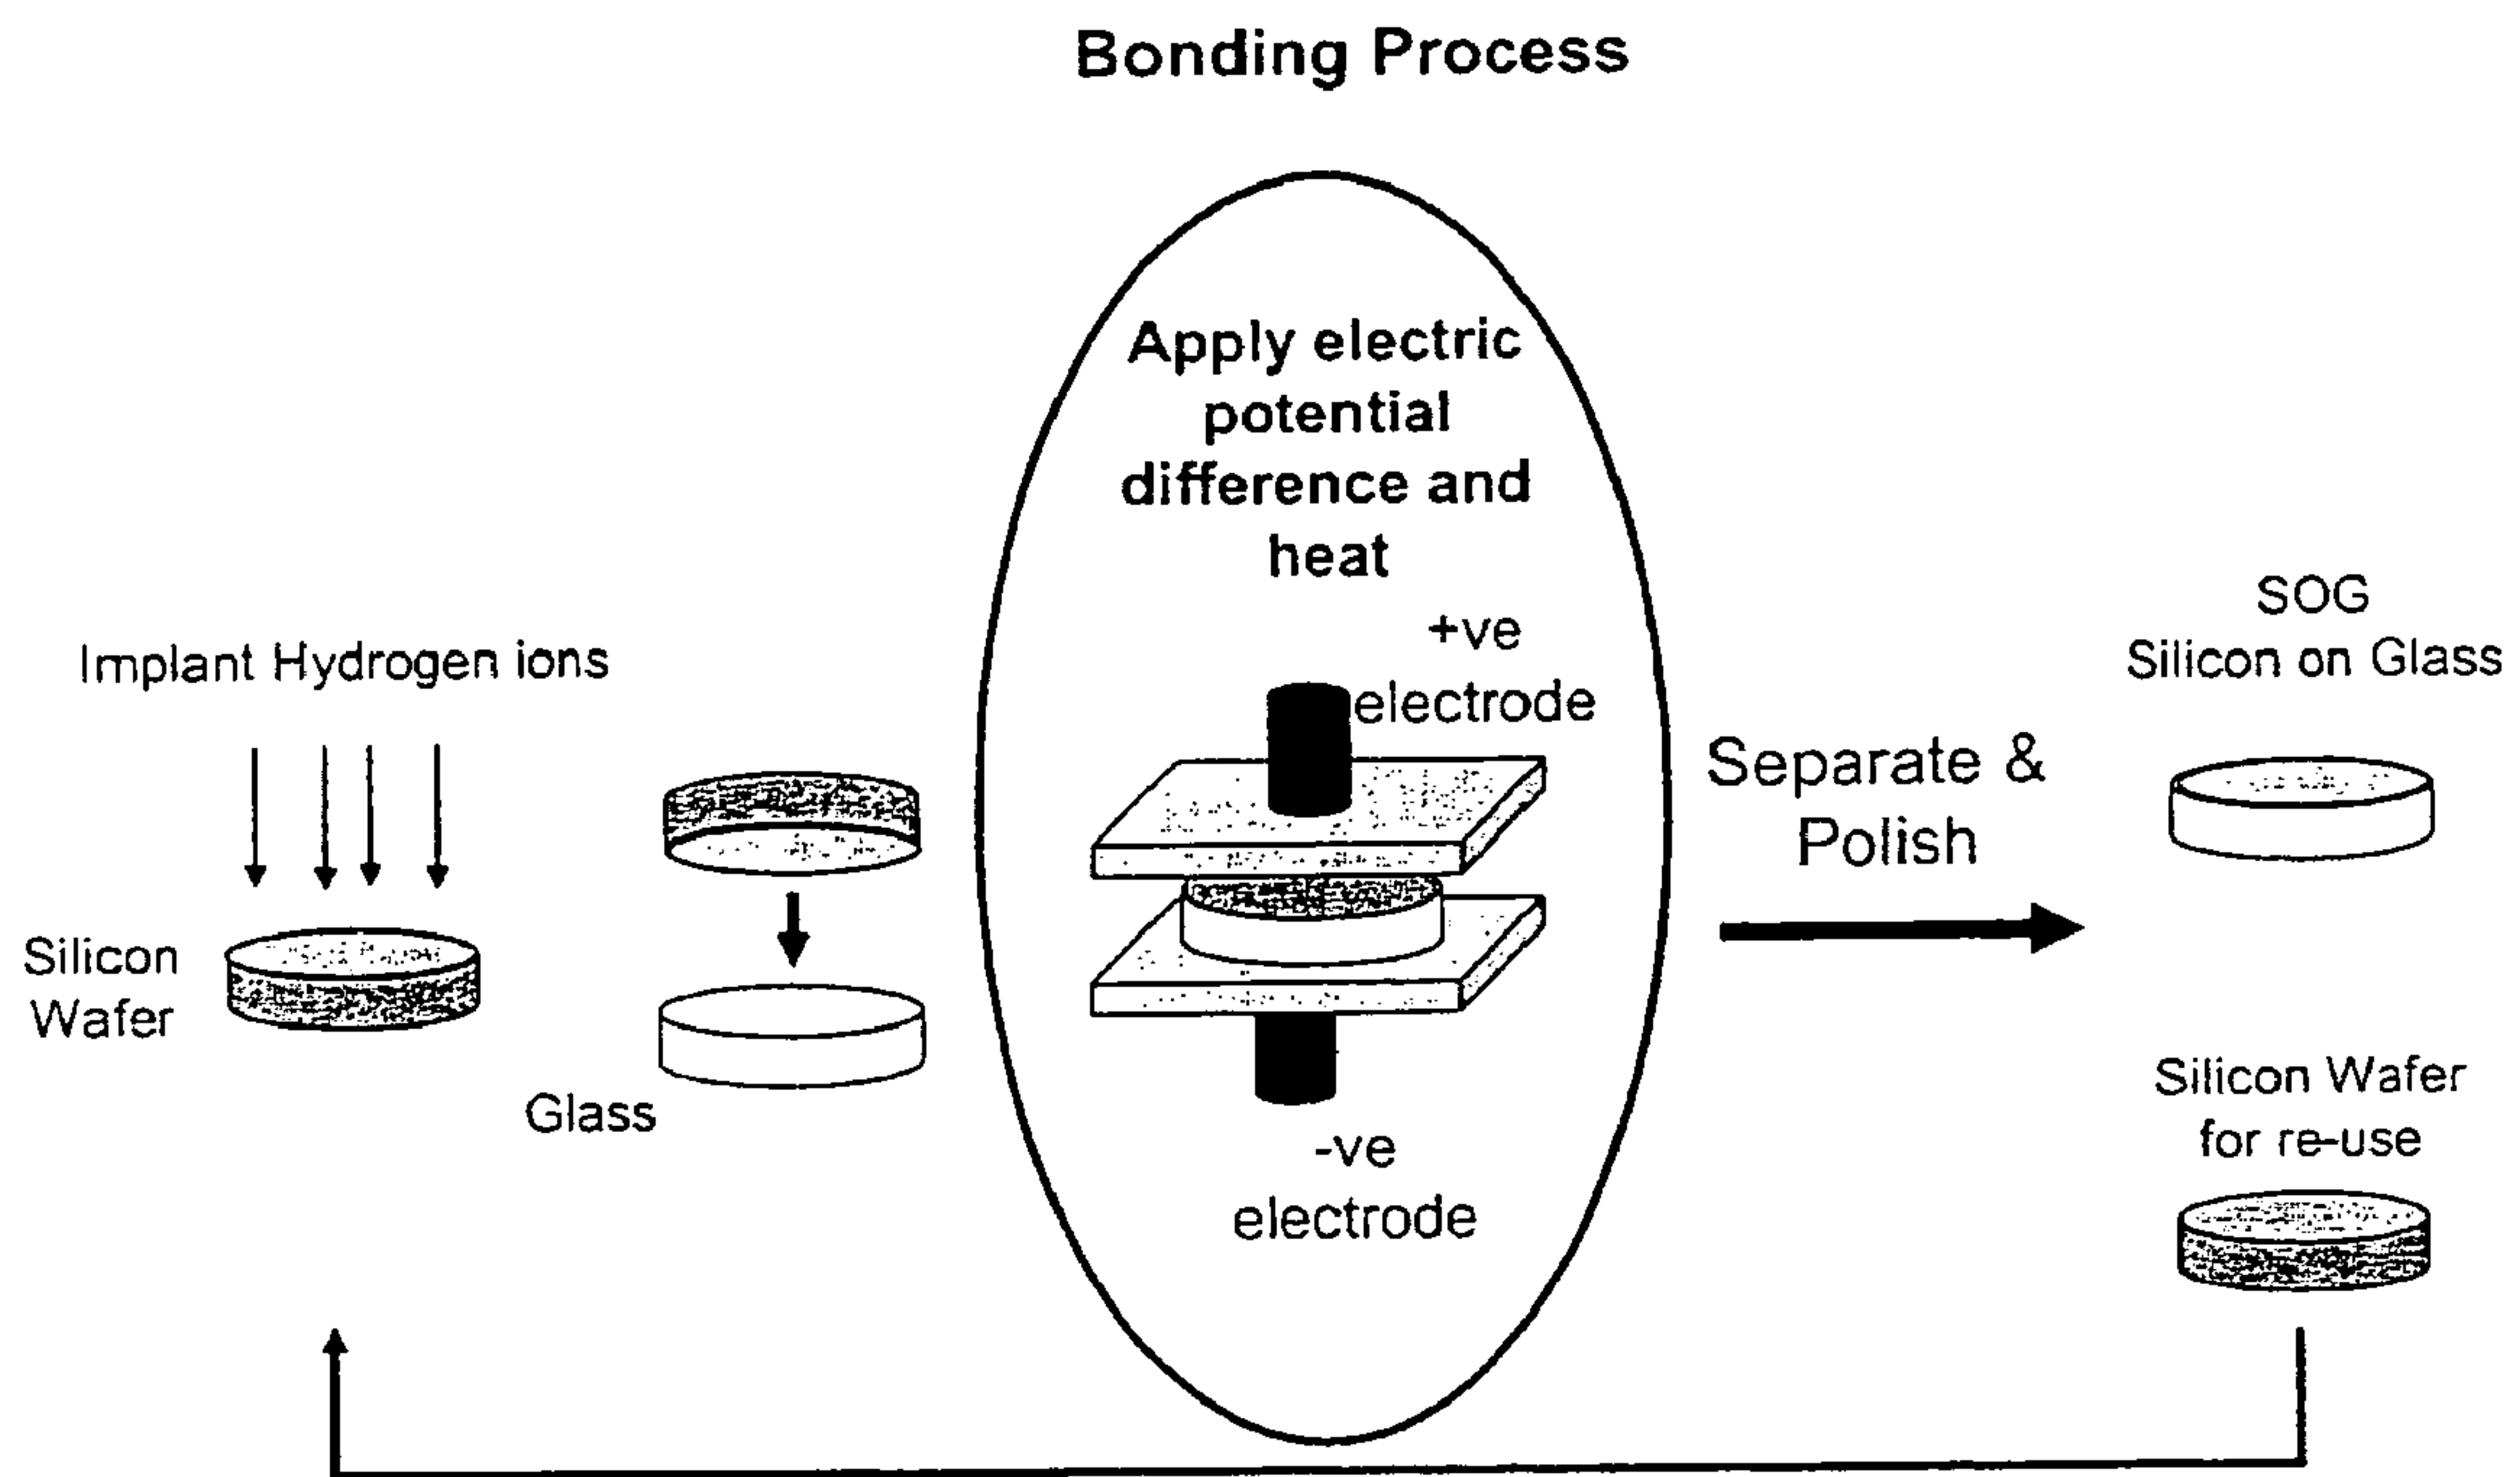 Bonding Process
Implant Hydrogen ions
Silicon
Wafer
Glass
Apply electric
potential
difference and
heat
+ve
electrode
-ve
electrode
Separate &
Polish
SOG
Silicon on Glass
Silicon Wafer
for re-use